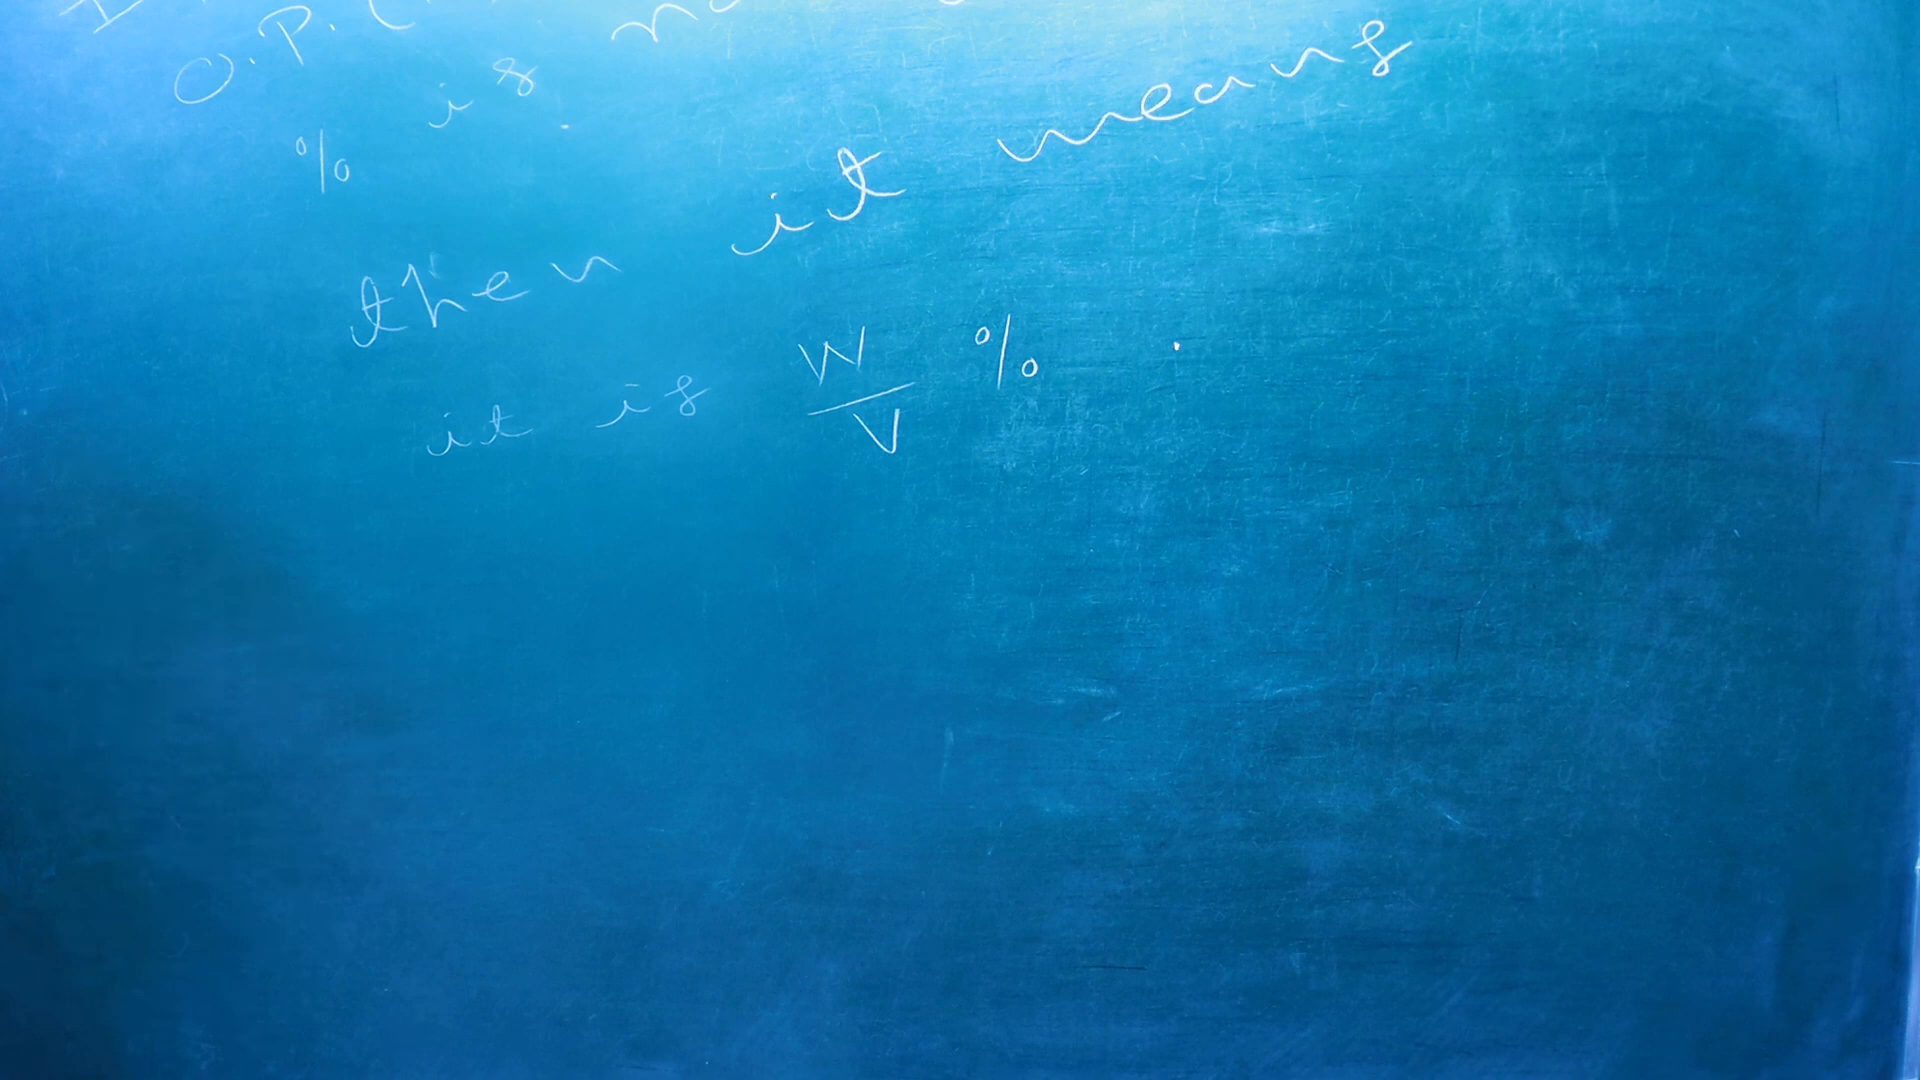 O.P.
% is
then it means
it is W/V %